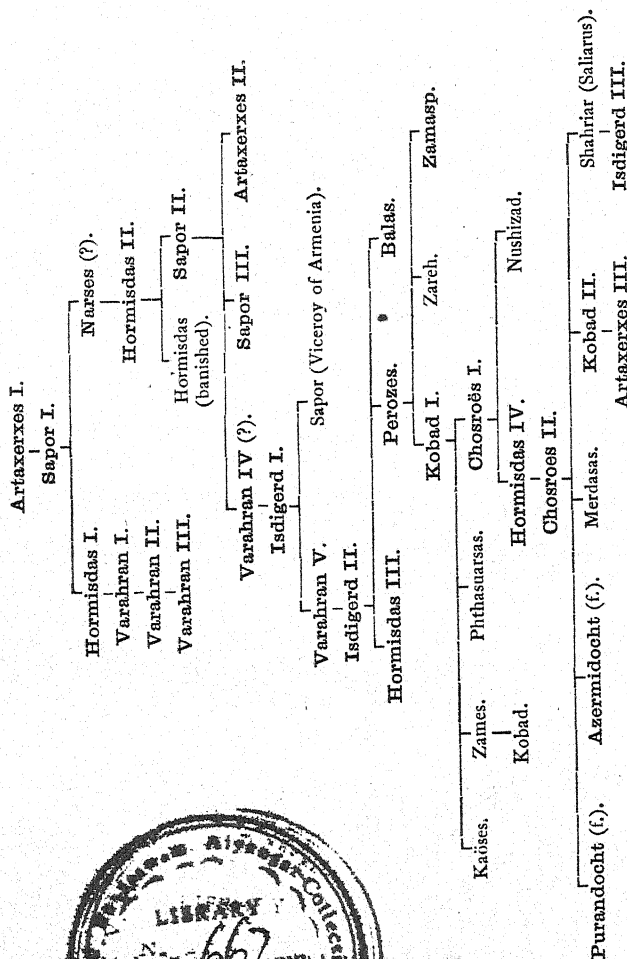 Artaxerxes I.
Sapor I.
Hormisdas I. Narses (?).
Varahran I. Hormisdas II.
Varahran II. Hormisdas (banished). Sapor II.
Varahran III.
Varahran IV (?). Sapor III. Artaxerxes II.
Isdigerd I.
Varahran V. Sapor (Viceroy of Armenia).
Isdigerd II.
Hormisdas III. Perozes. Balas.
Kobad I. Zareh. Zamasp.
Kaöses. Zames. Phthasuarsas. Chosroës I.
Kobad. Hormisdas IV. Nushizad.
Chosroes II.
Purandocht (f.). Azermidocht (f.). Merdasas. Kobad II. Shahriar (Saliarus).
Artaxerxes III. Isdigerd III.
LIBRARY
667